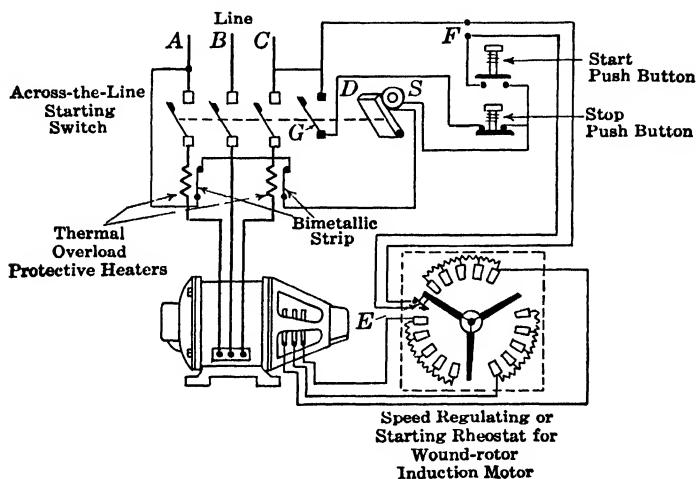 Line
A
B
C
F
Start
Push Button
D
S
Across-the-Line
Starting
Switch
G
Stop
Push Button
Thermal
Overload
Protective Heaters
Bimetallic
Strip
E
Speed Regulating or
Starting Rheostat for
Wound-rotor
Induction Motor